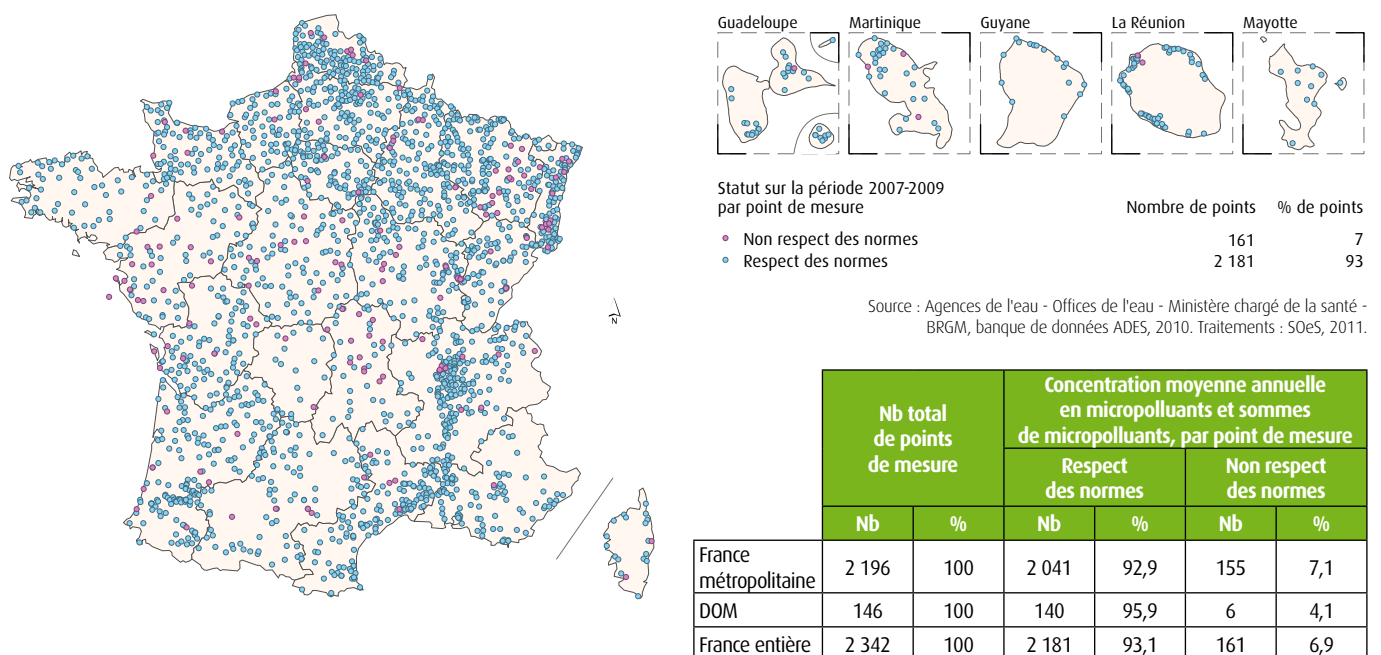 Guadeloupe Martinique Guyane La Réunion Mayotte
Statut sur la période 2007-2009
par point de mesure Nombre de points % de points
Non respect des normes 161 7
Respect des normes 2 181 93
Source : Agences de l'eau - Offices de l'eau - Ministère chargé de la santé -
BRGM, banque de données ADES, 2010. Traitements : SOeS, 2011.
N
Nb total
de points
de mesure
Concentration moyenne annuelle
en micropolluants et sommes
de micropolluants, par point de mesure
Respect
des normes
Non respect
des normes
Nb % Nb % Nb %
France
métropolitaine 2 196 100 2 041 92,9 155 7,1
DOM 146 100 140 95,9 6 4,1
France entière 2 342 100 2 181 93,1 161 6,9